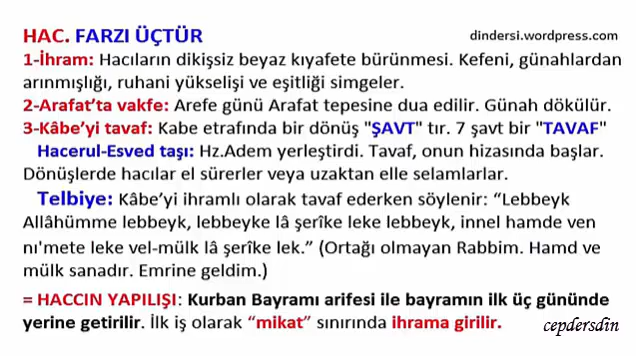 HAC. FARZI ÜÇTÜR
dindersi.wordpress.com
1-İhram: Hacıların dikişsiz beyaz kıyafete bürünmesi. Kefeni, günahlardan
arınmışlığı, ruhani yükselişi ve eşitliği simgeler.
2-Arafat’ta vakfe: Arefe günü Arafat tepesine dua edilir. Günah dökülür.
3-Kâbe’yi tavaf: Kabe etrafında bir dönüş "ŞAVT" tır. 7 şavt bir "TAVAF"
Hacerul-Esved taşı: Hz.Adem yerleştirdi. Tavaf, onun hizasında başlar.
Dönüşlerde hacılar el sürerler veya uzaktan elle selamlarlar.
Telbiye: Kâbe’yi ihramlı olarak tavaf ederken söylenir: “Lebbeyk
Allâhümme lebbeyk, lebbeyke lâ şerîke leke lebbeyk, innel hamde ven
nı'mete leke vel-mülk lâ şerîke lek.” (Ortağı olmayan Rabbim. Hamd ve
mülk sanadır. Emrine geldim.)
= HACCIN YAPILIŞI: Kurban Bayramı arifesi ile bayramın ilk üç gününde
yerine getirilir. İlk iş olarak “mikat” sınırında ihrama girilir.
cepdersdin